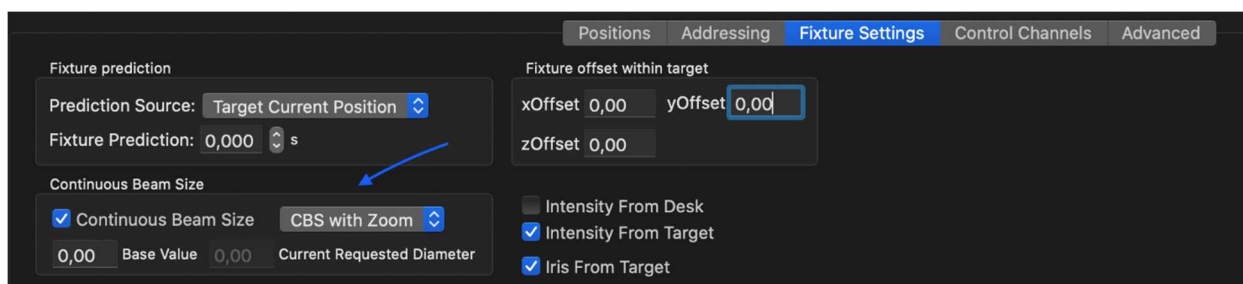 Positions Addressing Fixture Settings Control Channels Advanced
Fixture prediction
Prediction Source: Target Current Position
Fixture Prediction: 0,000 s
Fixture offset within target
xOffset 0,00 yOffset 0,00
zOffset 0,00
Continuous Beam Size
Continuous Beam Size CBS with Zoom
0,00 Base Value 0,00 Current Requested Diameter
Intensity From Desk
Intensity From Target
Iris From Target